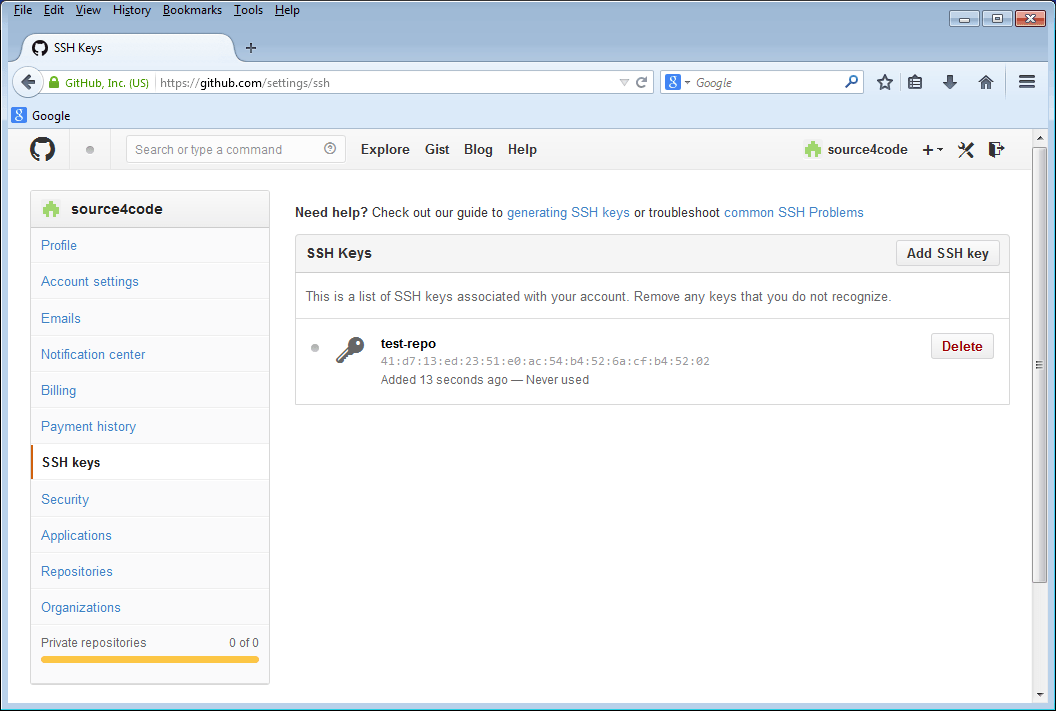 File Edit View History Bookmarks Tools Help
SSH Keys
GitHub, Inc. (US) https://github.com/settings/ssh
Google
Google
Search or type a command Explore Gist Blog Help source4code
source4code
Profile
Account settings
Emails
Notification center
Billing
Payment history
SSH keys
Security
Applications
Repositories
Organizations
Private repositories 0 of 0
Need help? Check out our guide to generating SSH keys or troubleshoot common SSH Problems
SSH Keys Add SSH key
This is a list of SSH keys associated with your account. Remove any keys that you do not recognize.
test-repo
41:d7:13:ed:23:51:e0:ac:54:b4:52:6a:cf:b4:52:02
Added 13 seconds ago — Never used
Delete